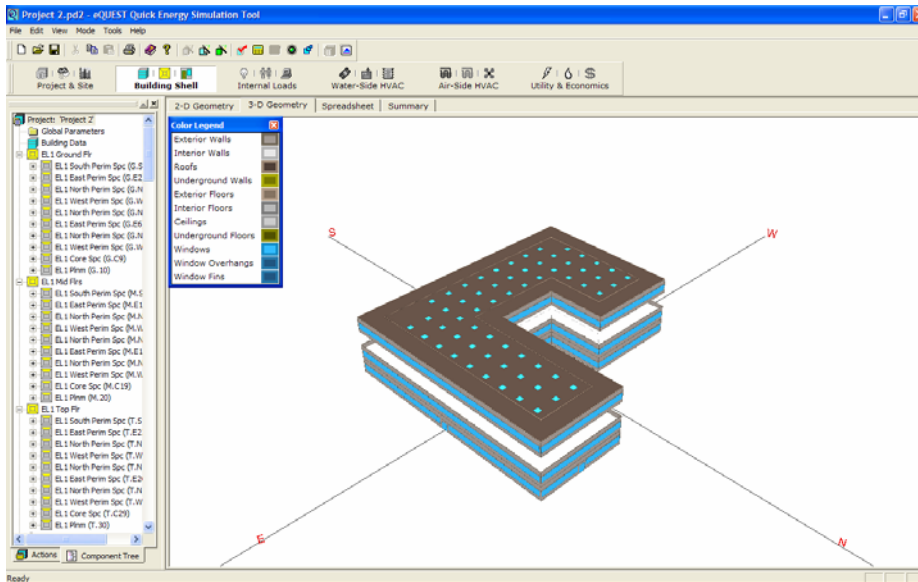 Project 2.pd2 - eQUEST Quick Energy Simulation Tool
File Edit View Mode Tools Help
Project & Site Building Shell Internal Loads Water-Side HVAC Air-Side HVAC Utility & Economics
2-D Geometry 3-D Geometry Spreadsheet Summary
Project: 'Project 2'
Global Parameters
Building Data
EL1 Ground Flr
EL1 South Perim Spc (G.S
EL1 East Perim Spc (G.E2
EL1 North Perim Spc (G.N
EL1 West Perim Spc (G.W
EL1 North Perim Spc (G.N
EL1 East Perim Spc (G.E6
EL1 North Perim Spc (G.N
EL1 West Perim Spc (G.W
EL1 Core Spc (G.C9)
EL1 Plnm (G.10)
EL1 Mid Flrs
EL1 South Perim Spc (M.S
EL1 East Perim Spc (M.E1
EL1 North Perim Spc (M.N
EL1 West Perim Spc (M.W
EL1 North Perim Spc (M.N
EL1 East Perim Spc (M.E1
EL1 North Perim Spc (M.N
EL1 West Perim Spc (M.W
EL1 Core Spc (M.C19)
EL1 Plnm (M.20)
EL1 Top Flr
EL1 South Perim Spc (T.S
EL1 East Perim Spc (T.E2
EL1 North Perim Spc (T.N
EL1 West Perim Spc (T.W
EL1 North Perim Spc (T.N
EL1 East Perim Spc (T.E2
EL1 North Perim Spc (T.N
EL1 West Perim Spc (T.W
EL1 Core Spc (T.C29)
EL1 Plnm (T.30)
Actions Component Tree
Color Legend
Exterior Walls
Interior Walls
Roofs
Underground Walls
Exterior Floors
Interior Floors
Ceilings
Underground Floors
Windows
Window Overhangs
Window Fins
S
W
E
N
Ready